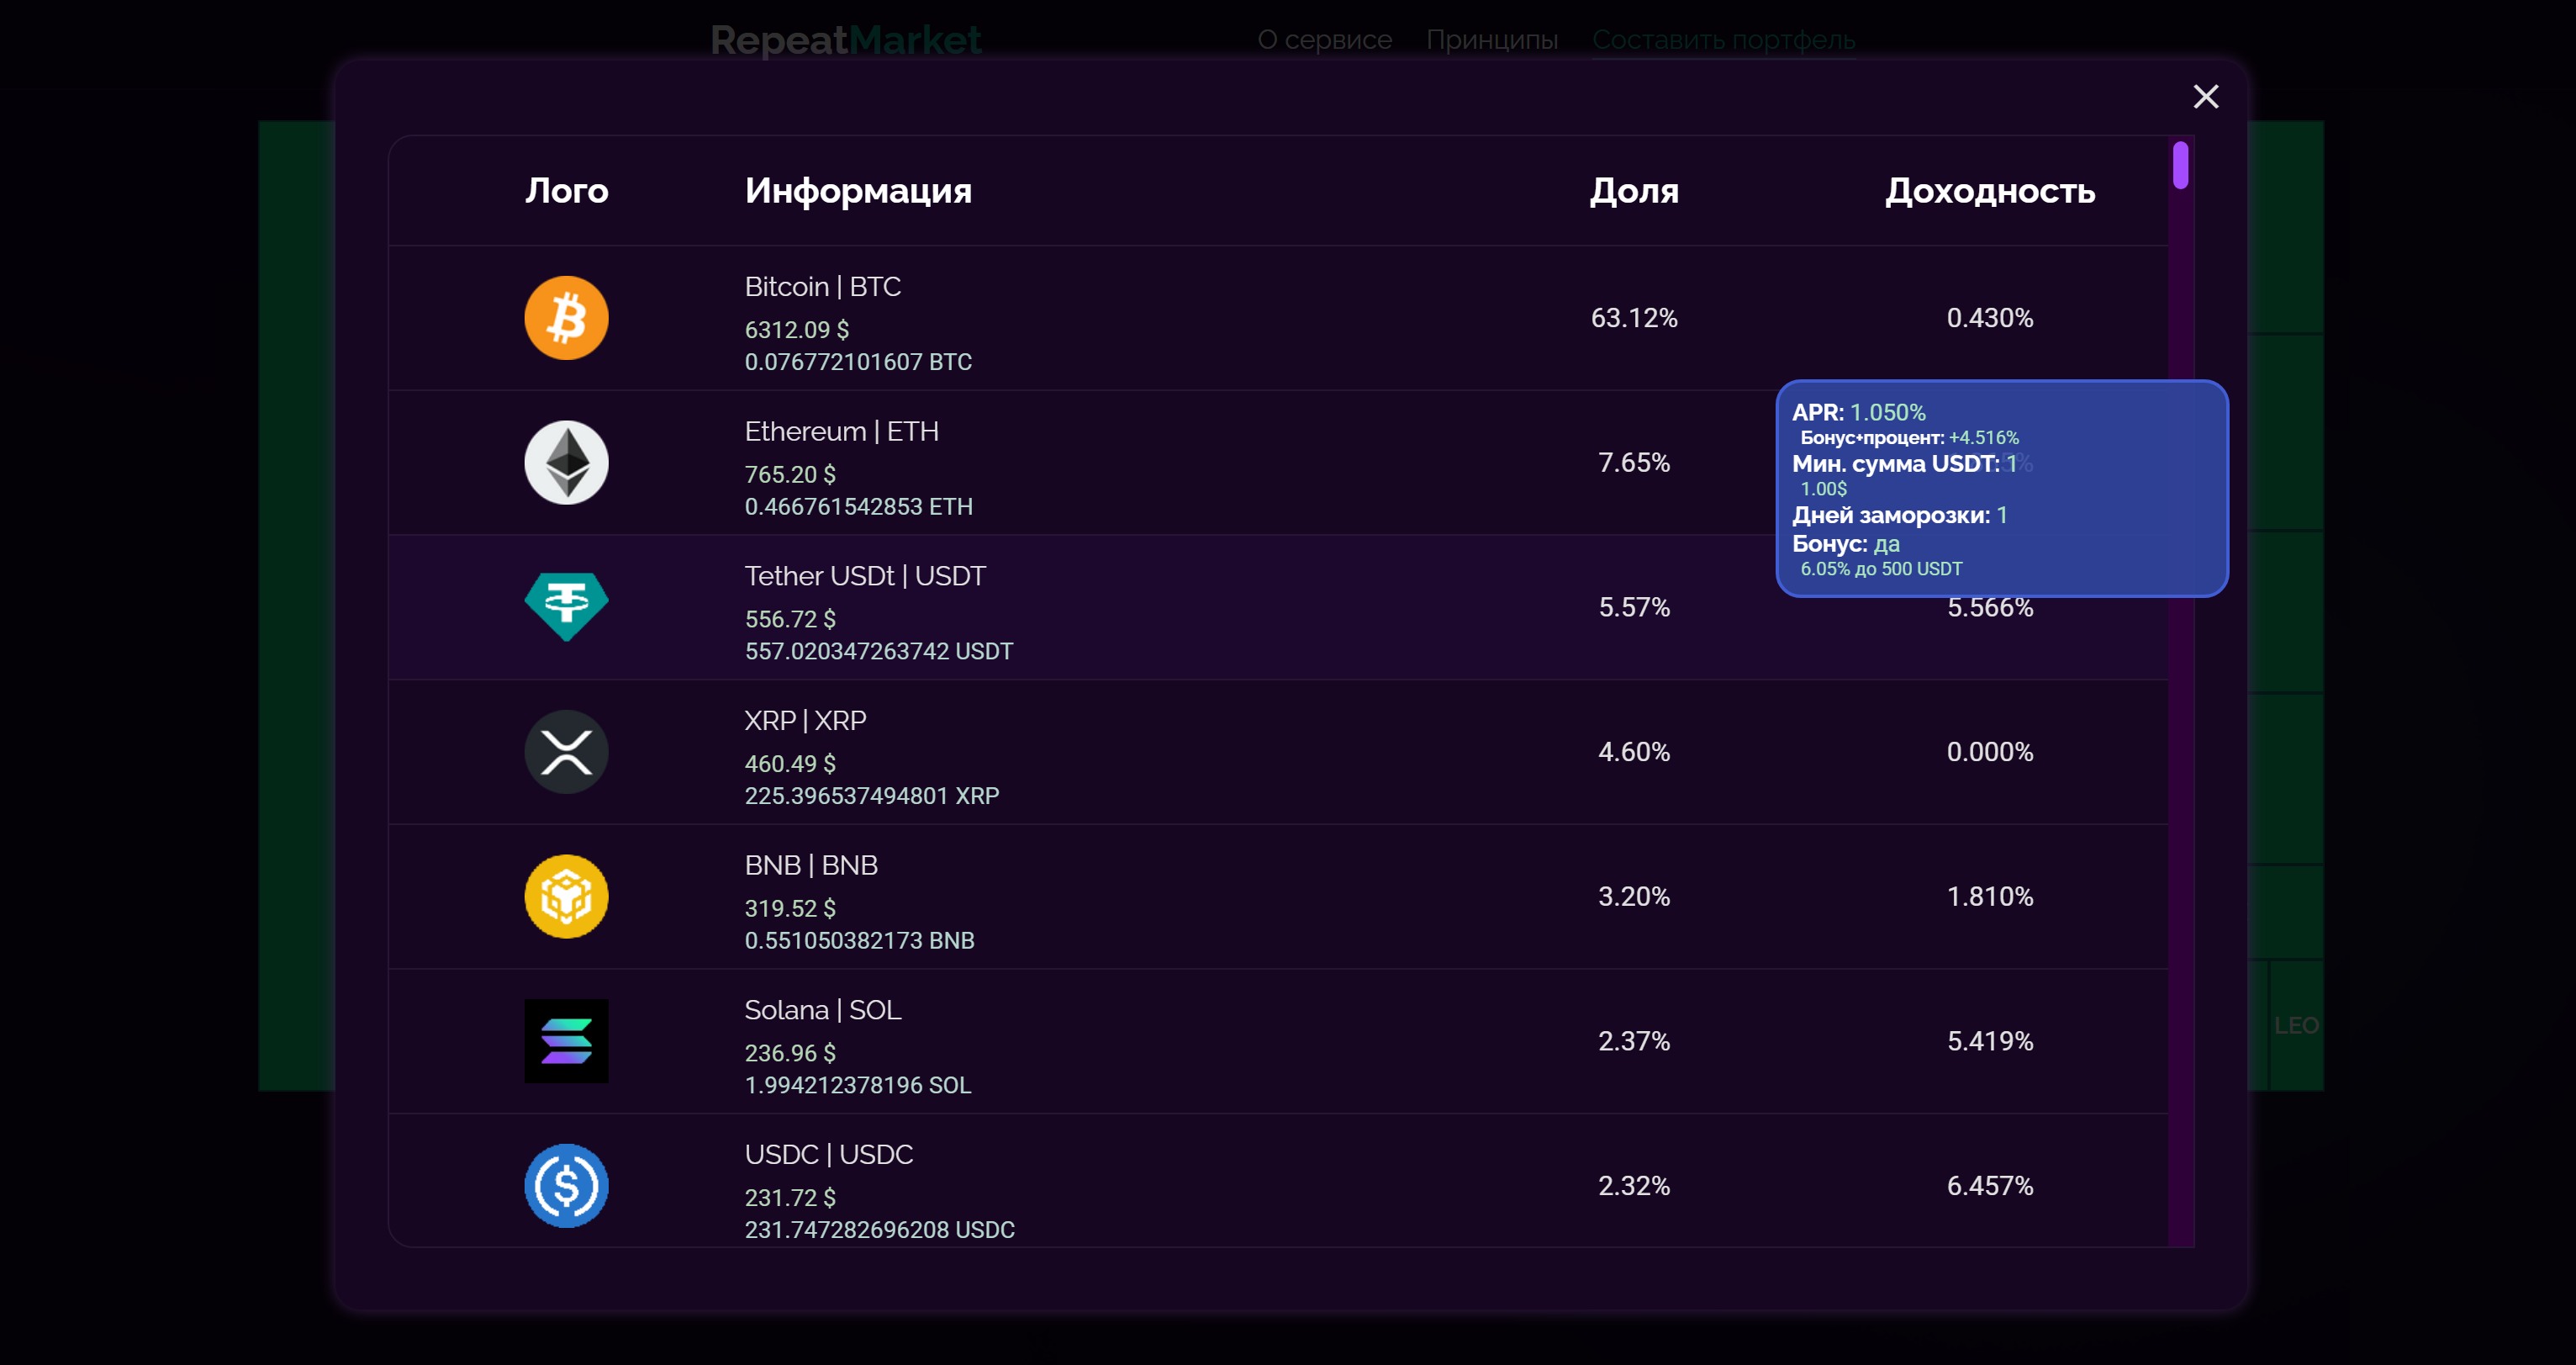 RepeatMarket
О сервисе Принципы Составить портфель
Лого Информация Доля Доходность
Bitcoin | BTC
6312.09 $
0.076772101607 BTC
63.12% 0.430%
Ethereum | ETH
765.20 $
0.466761542853 ETH
7.65%
APR: 1.050%
Бонус+процент: +4.516%
Мин. сумма USDT: 1
1.00$
Дней заморозки: 1
Бонус: да
6.05% до 500 USDT
Tether USDt | USDT
556.72 $
557.020347263742 USDT
5.57% 5.566%
XRP | XRP
460.49 $
225.396537494801 XRP
4.60% 0.000%
BNB | BNB
319.52 $
0.551050382173 BNB
3.20% 1.810%
Solana | SOL
236.96 $
1.994212378196 SOL
2.37% 5.419%
LEO
USDC | USDC
231.72 $
231.747282696208 USDC
2.32% 6.457%